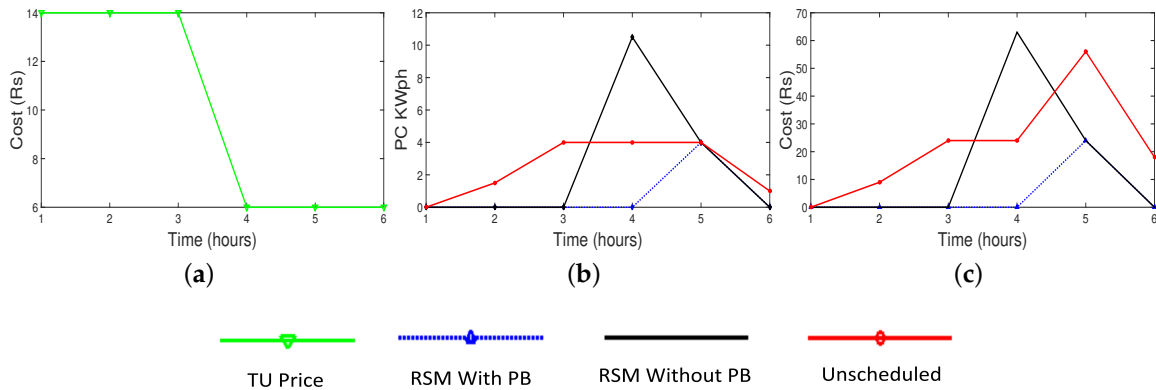 14
12
10
8
6
Cost (Rs)
1 2 3 4 5 6
Time (hours)
(a)
12
10
8
6
4
2
0
PC KWph
1 2 3 4 5 6
Time (hours)
(b)
70
60
50
40
30
20
10
0
Cost (Rs)
1 2 3 4 5 6
Time (hours)
(c)
TU Price
RSM With PB
RSM Without PB
Unscheduled